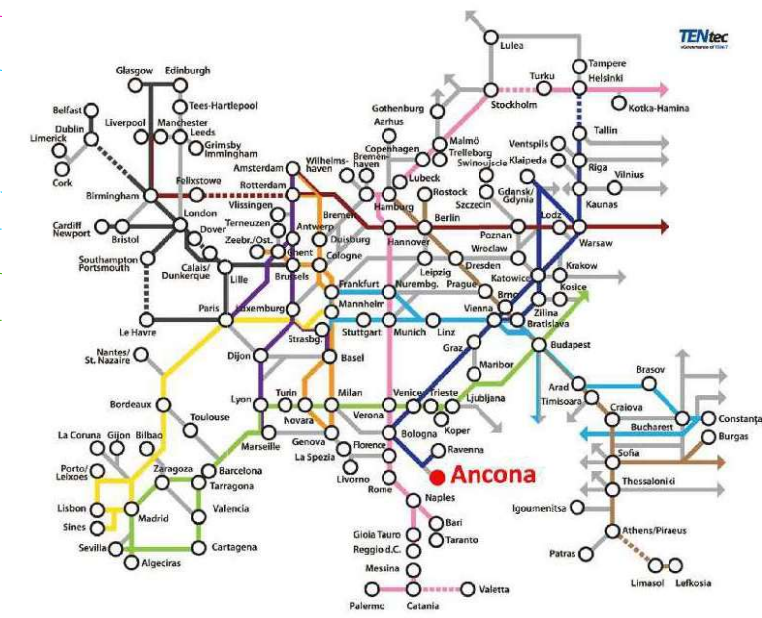 TENtec
Lulea
Tampere
Turku
Helsinki
Glasgow
Edinburgh
Stockholm
Kotka-Hamina
Tees-Hartlepool
Gothenburg
Belfast
Aarhus
Tallin
Dublin
Liverpool
Manchester
Leeds
Malmö
Ventspils
Limerick
Grimsby
Immingham
Copenhagen
Trelleborg
Klaipeda
Riga
Amsterdam
Wilhelms-
haven
Bremer-
haven
Swinoujscie
Vilnius
Cork
Birmingham
Felixstowe
Rotterdam
Lubeck
Rostock
Szczecin
Gdansk/
Gdynia
Kaunas
Vlissingen
Bremen
Hamburg
London
Berlin
Lodz
Cardiff
Newport
Bristol
Dover
Terneuzen
Antwerp
Duisburg
Hannover
Poznan
Warsaw
Zeebr./Ost.
Ghent
Cologne
Wroclaw
Southampton
Portsmouth
Calais/
Dunkerque
Lille
Brussels
Leipzig
Dresden
Katowice
Krakow
Frankfurt
Nurembg.
Prague
Brno
Kosice
Paris
Luxemburg
Mannheim
Vienna
Zilina
Bratislava
Le Havre
Strasbg.
Stuttgart
Munich
Linz
Graz
Budapest
Nantes/
St. Nazaire
Dijon
Basel
Maribor
Brasov
Arad
Timisoara
Bordeaux
Lyon
Turin
Novara
Milan
Verona
Venice
Trieste
Ljubljana
Craiova
Constanţa
Toulouse
Koper
Bucharest
La Coruna
Gijon
Bilbao
Marseille
Genova
Bologna
Burgas
La Spezia
Florence
Ravenna
Sofia
Porto/
Leixoes
Zaragoza
Barcelona
Livorno
Ancona
Tarragona
Rome
Thessaloniki
Lisbon
Naples
Igoumenitsa
Sines
Madrid
Valencia
Bari
Gioia Tauro
Taranto
Athens/Piraeus
Sevilla
Cartagena
Reggio d.C.
Patras
Algeciras
Messina
Limasol
Lefkosia
Palermo
Catania
Valetta